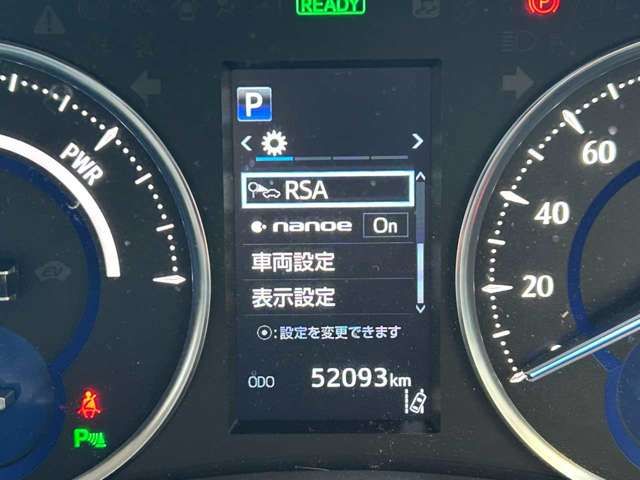 READY
P
PWR
RSA
nanoe On
車両設定
表示設定
⦿:設定を変更できます
ODO 52093km
60
40
20
P